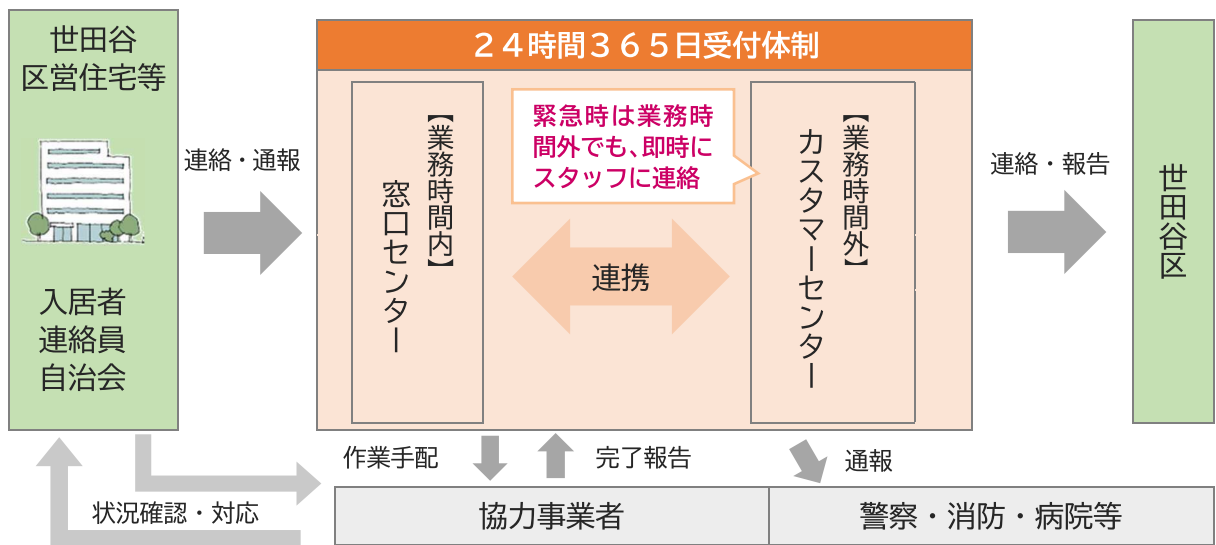 世田谷
区営住宅等
入居者
連絡員
自治会
連絡・通報
２４時間３６５日受付体制
【業務時間内】
窓口センター
緊急時は業務時
間外でも、即時に
スタッフに連絡
連携
【業務時間外】
カスタマーセンター
連絡・報告
世田谷区
作業手配
完了報告
通報
状況確認・対応
協力事業者
警察・消防・病院等